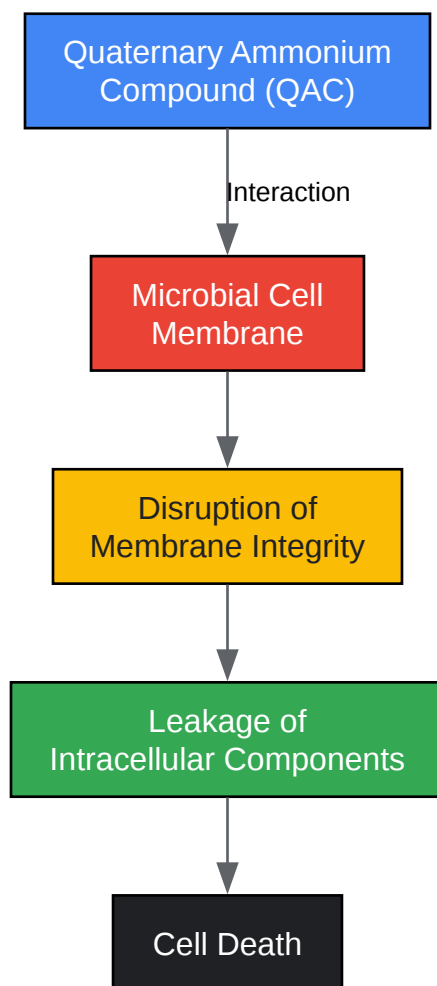 Quaternary Ammonium
Compound (QAC)
Interaction
Microbial Cell
Membrane
Disruption of
Membrane Integrity
Leakage of
Intracellular Components
Cell Death